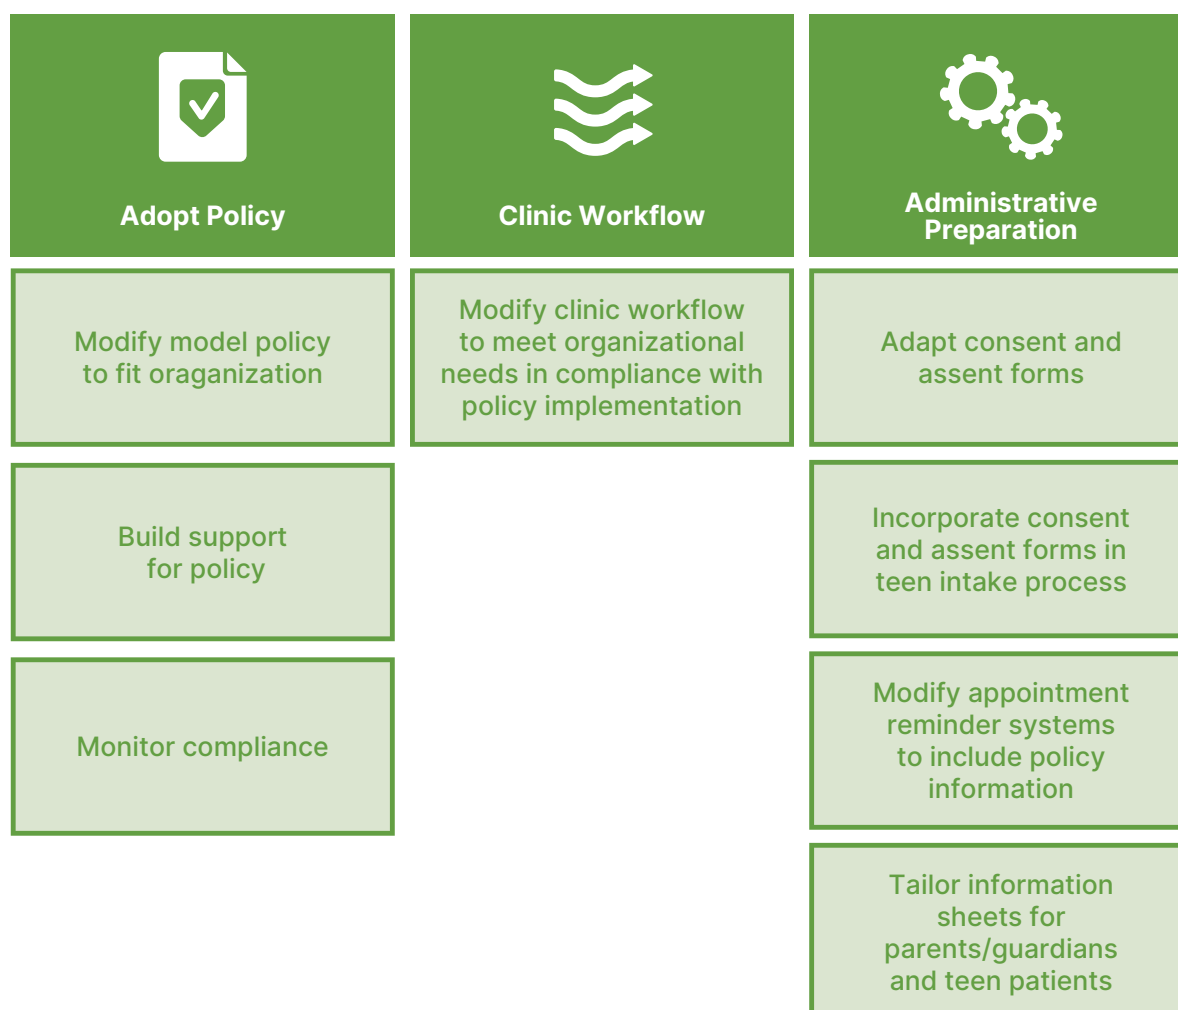 Adopt Policy
Modify model policy
to fit oraganization
Build support
for policy
Monitor compliance
Clinic Workflow
Modify clinic workflow
to meet organizational
needs in compliance with
policy implementation
Administrative
Preparation
Adapt consent and
assent forms
Incorporate consent
and assent forms in
teen intake process
Modify appointment
reminder systems
to include policy
information
Tailor information
sheets for
parents/guardians
and teen patients